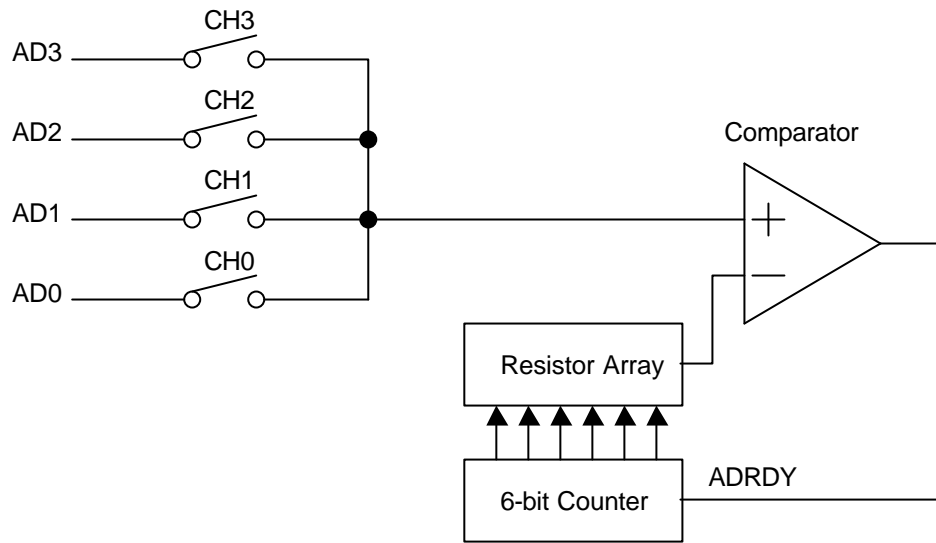 CH3
AD3
CH2
AD2
Comparator
CH1
AD1
+
CH0
−
AD0
Resistor Array
ADRDY
6-bit Counter